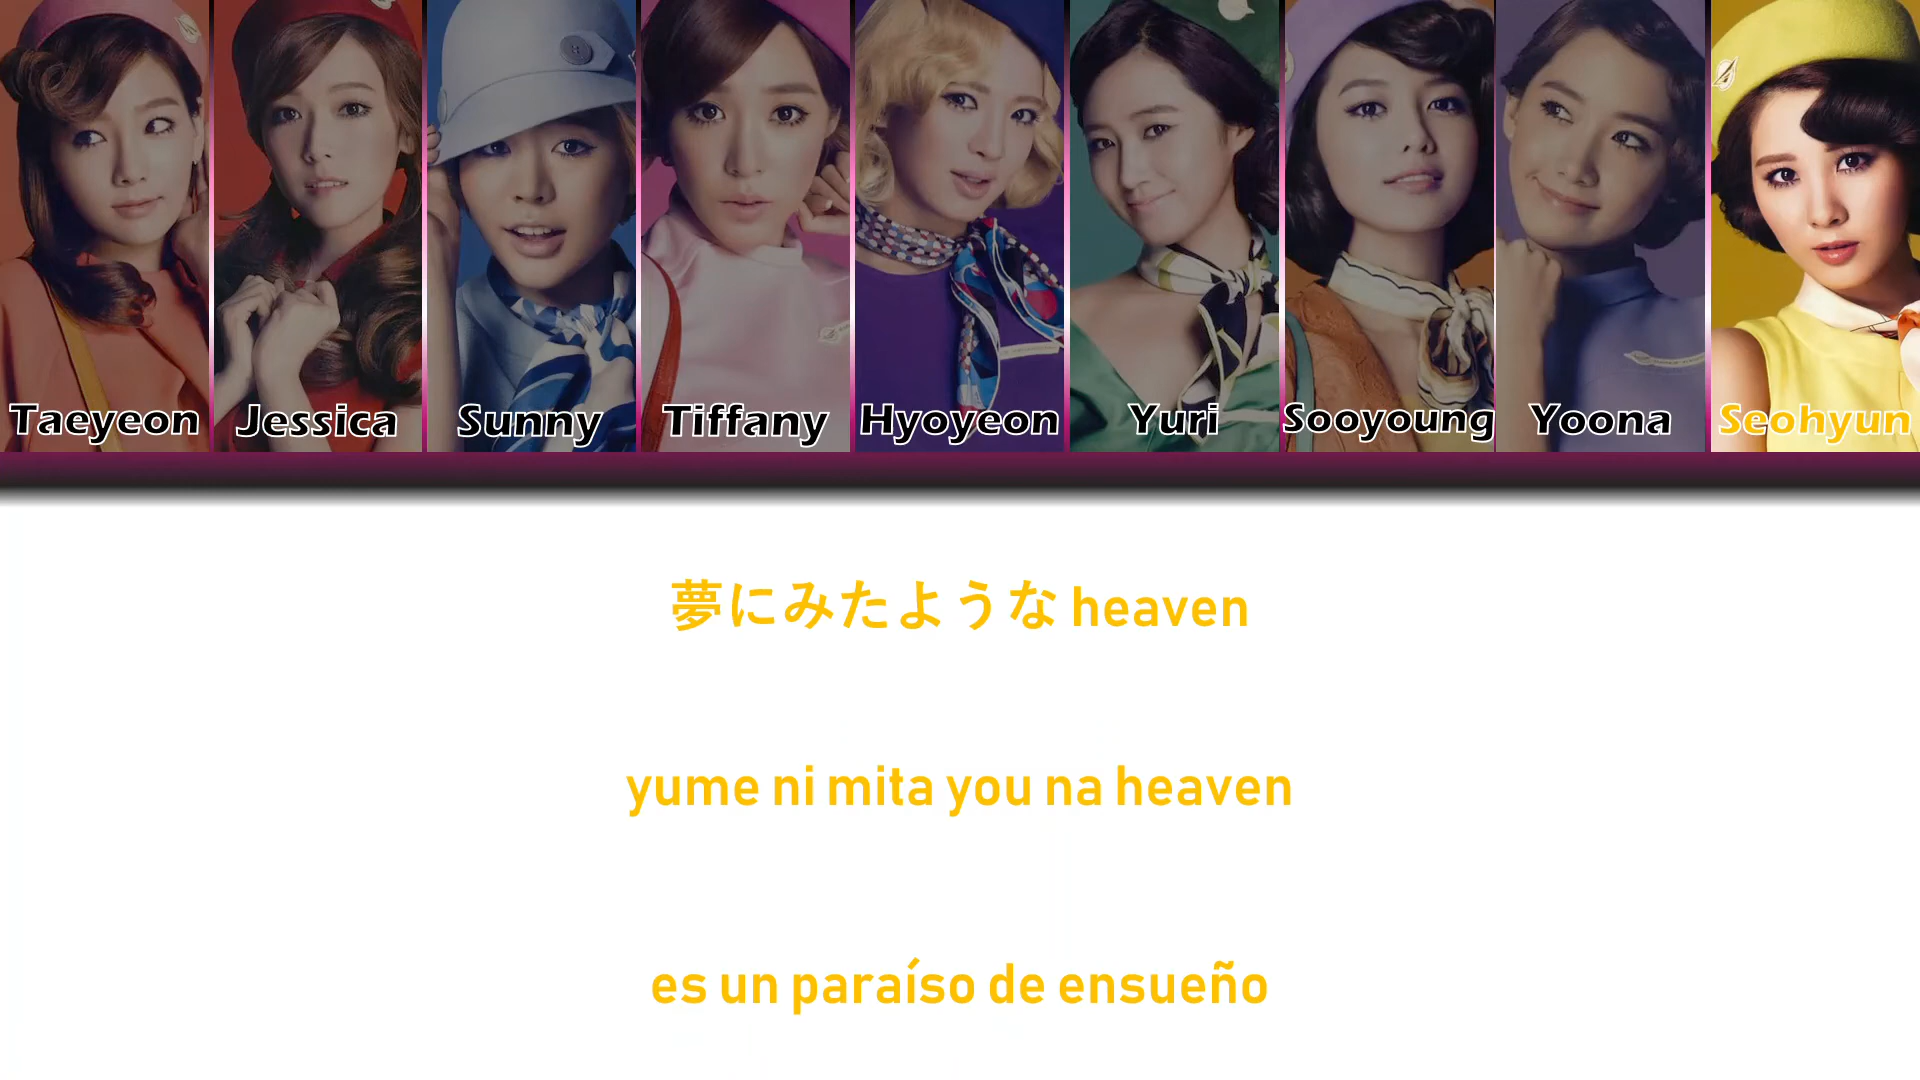 Taeyeon Jessica Sunny Tiffany Hyoyeon Yuri Sooyoung Yoona Seohyun
夢にみたような heaven
yume ni mita you na heaven
es un paraíso de ensueño